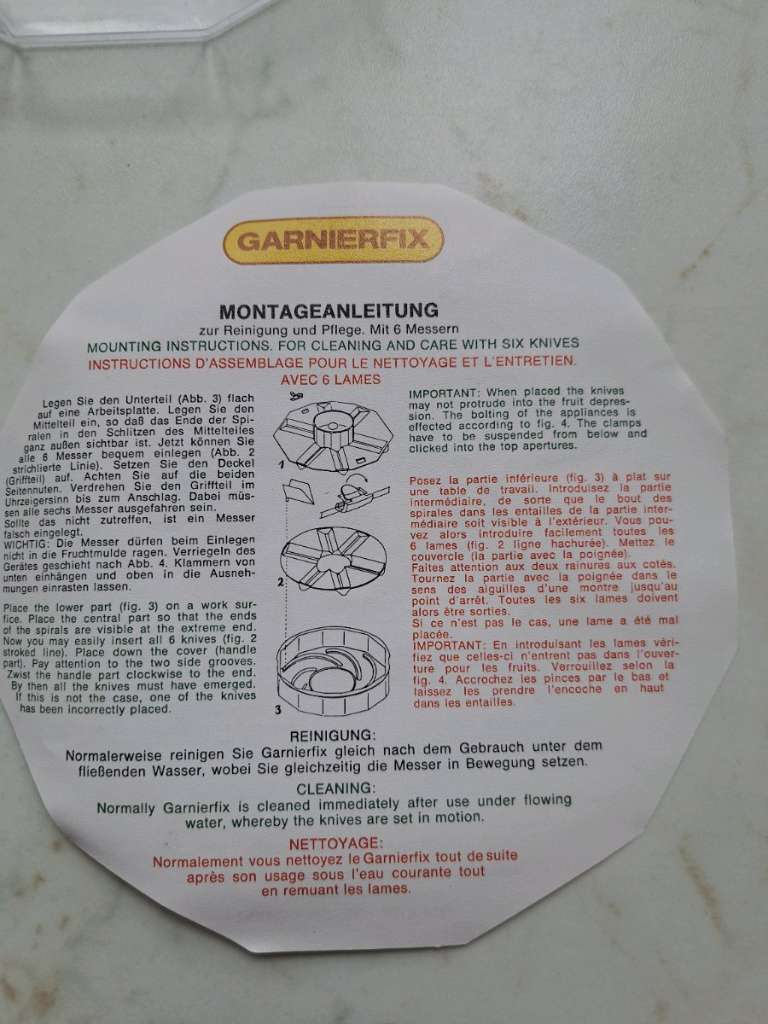 GARNIERFIX
MONTAGEANLEITUNG
zur Reinigung und Pflege. Mit 6 Messern
MOUNTING INSTRUCTIONS. FOR CLEANING AND CARE WITH SIX KNIVES
INSTRUCTIONS D'ASSEMBLAGE POUR LE NETTOYAGE ET L'ENTRETIEN.
AVEC 6 LAMES
Legen Sie den Unterteil (Abb. 3) flach
auf eine Arbeitsplatte. Legen Sie den
Mittelteil ein, so daß das Ende der Spi-
ralen in den Schlitzen des Mittelteiles
ganz außen sichtbar ist. Jetzt können Sie
alle 6 Messer bequem einlegen (Abb. 2
strichlierte Linie). Setzen Sie den Deckel
(Griffteil) auf. Achten Sie auf die beiden
Seitennuten. Verdrehen Sie den Griffteil im
Uhrzeigersinn bis zum Anschlag. Dabei müs-
sen alle sechs Messer ausgefahren sein.
Sollte das nicht zutreffen, ist ein Messer
falsch eingelegt.
WICHTIG: Die Messer dürfen beim Einlegen
nicht in die Fruchtmulde ragen. Verriegeln des
Gerätes geschieht nach Abb. 4. Klammern von
unten einhängen und oben in die Ausneh-
mungen einrasten lassen.
Place the lower part (fig. 3) on a work sur-
fice. Place the central part so that the ends
of the spirals are visible at the extreme end.
Now you may easily insert all 6 knives (fig. 2
stroked line). Place down the cover (handle
part). Pay attention to the two side grooves.
Zwist the handle part clockwise to the end.
By then all the knives must have emerged.
If this is not the case, one of the knives
has been incorrectly placed.
1
2
3
IMPORTANT: When placed the knives
may not protrude into the fruit depres-
sion. The bolting of the appliances is
effected according to fig. 4. The clamps
have to be suspended from below and
clicked into the top apertures.
Posez la partie inférieure (fig. 3) à plat sur
une table de travail. Introduisez la partie
intermédiaire, de sorte que le bout des
spirales dans les entailles de la partie inter-
médiaire soit visible à l'extérieur. Vous pou-
vez alors introduire facilement toutes les
6 lames (fig. 2 ligne hachurée). Mettez le
couvercle (la partie avec la poignée).
Faites attention aux deux rainures aux cotés.
Tournez la partie avec la poignée dans le
sens des aiguilles d'une montre jusqu'au
point d'arrêt. Toutes les six lames doivent
alors être sorties.
Si ce n'est pas le cas, une lame a été mal
placée.
IMPORTANT: En introduisant les lames véri-
fiez que celles-ci n'entrent pas dans l'ouver-
ture pour les fruits. Verrouillez selon la
fig. 4. Accrochez les pinces par le bas et
laissez les prendre l'encoche en haut
dans les entailles.
REINIGUNG:
Normalerweise reinigen Sie Garnierfix gleich nach dem Gebrauch unter dem
fließenden Wasser, wobei Sie gleichzeitig die Messer in Bewegung setzen.
CLEANING:
Normally Garnierfix is cleaned immediately after use under flowing
water, whereby the knives are set in motion.
NETTOYAGE:
Normalement vous nettoyez le Garnierfix tout de suite
après son usage sous l'eau courante tout
en remuant les lames.